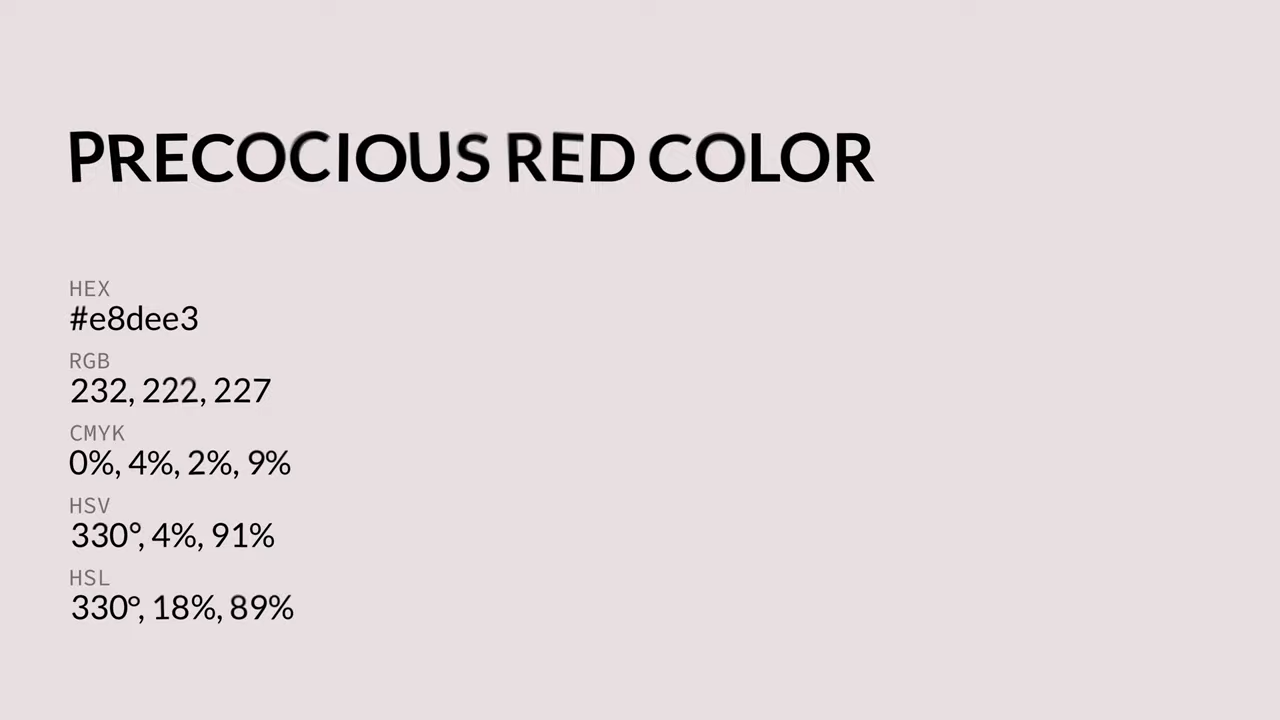 PRECOCIOUS RED COLOR
HEX
#e8dee3
RGB
232, 222, 227
CMYK
0%, 4%, 2%, 9%
HSV
330°, 4%, 91%
HSL
330°, 18%, 89%